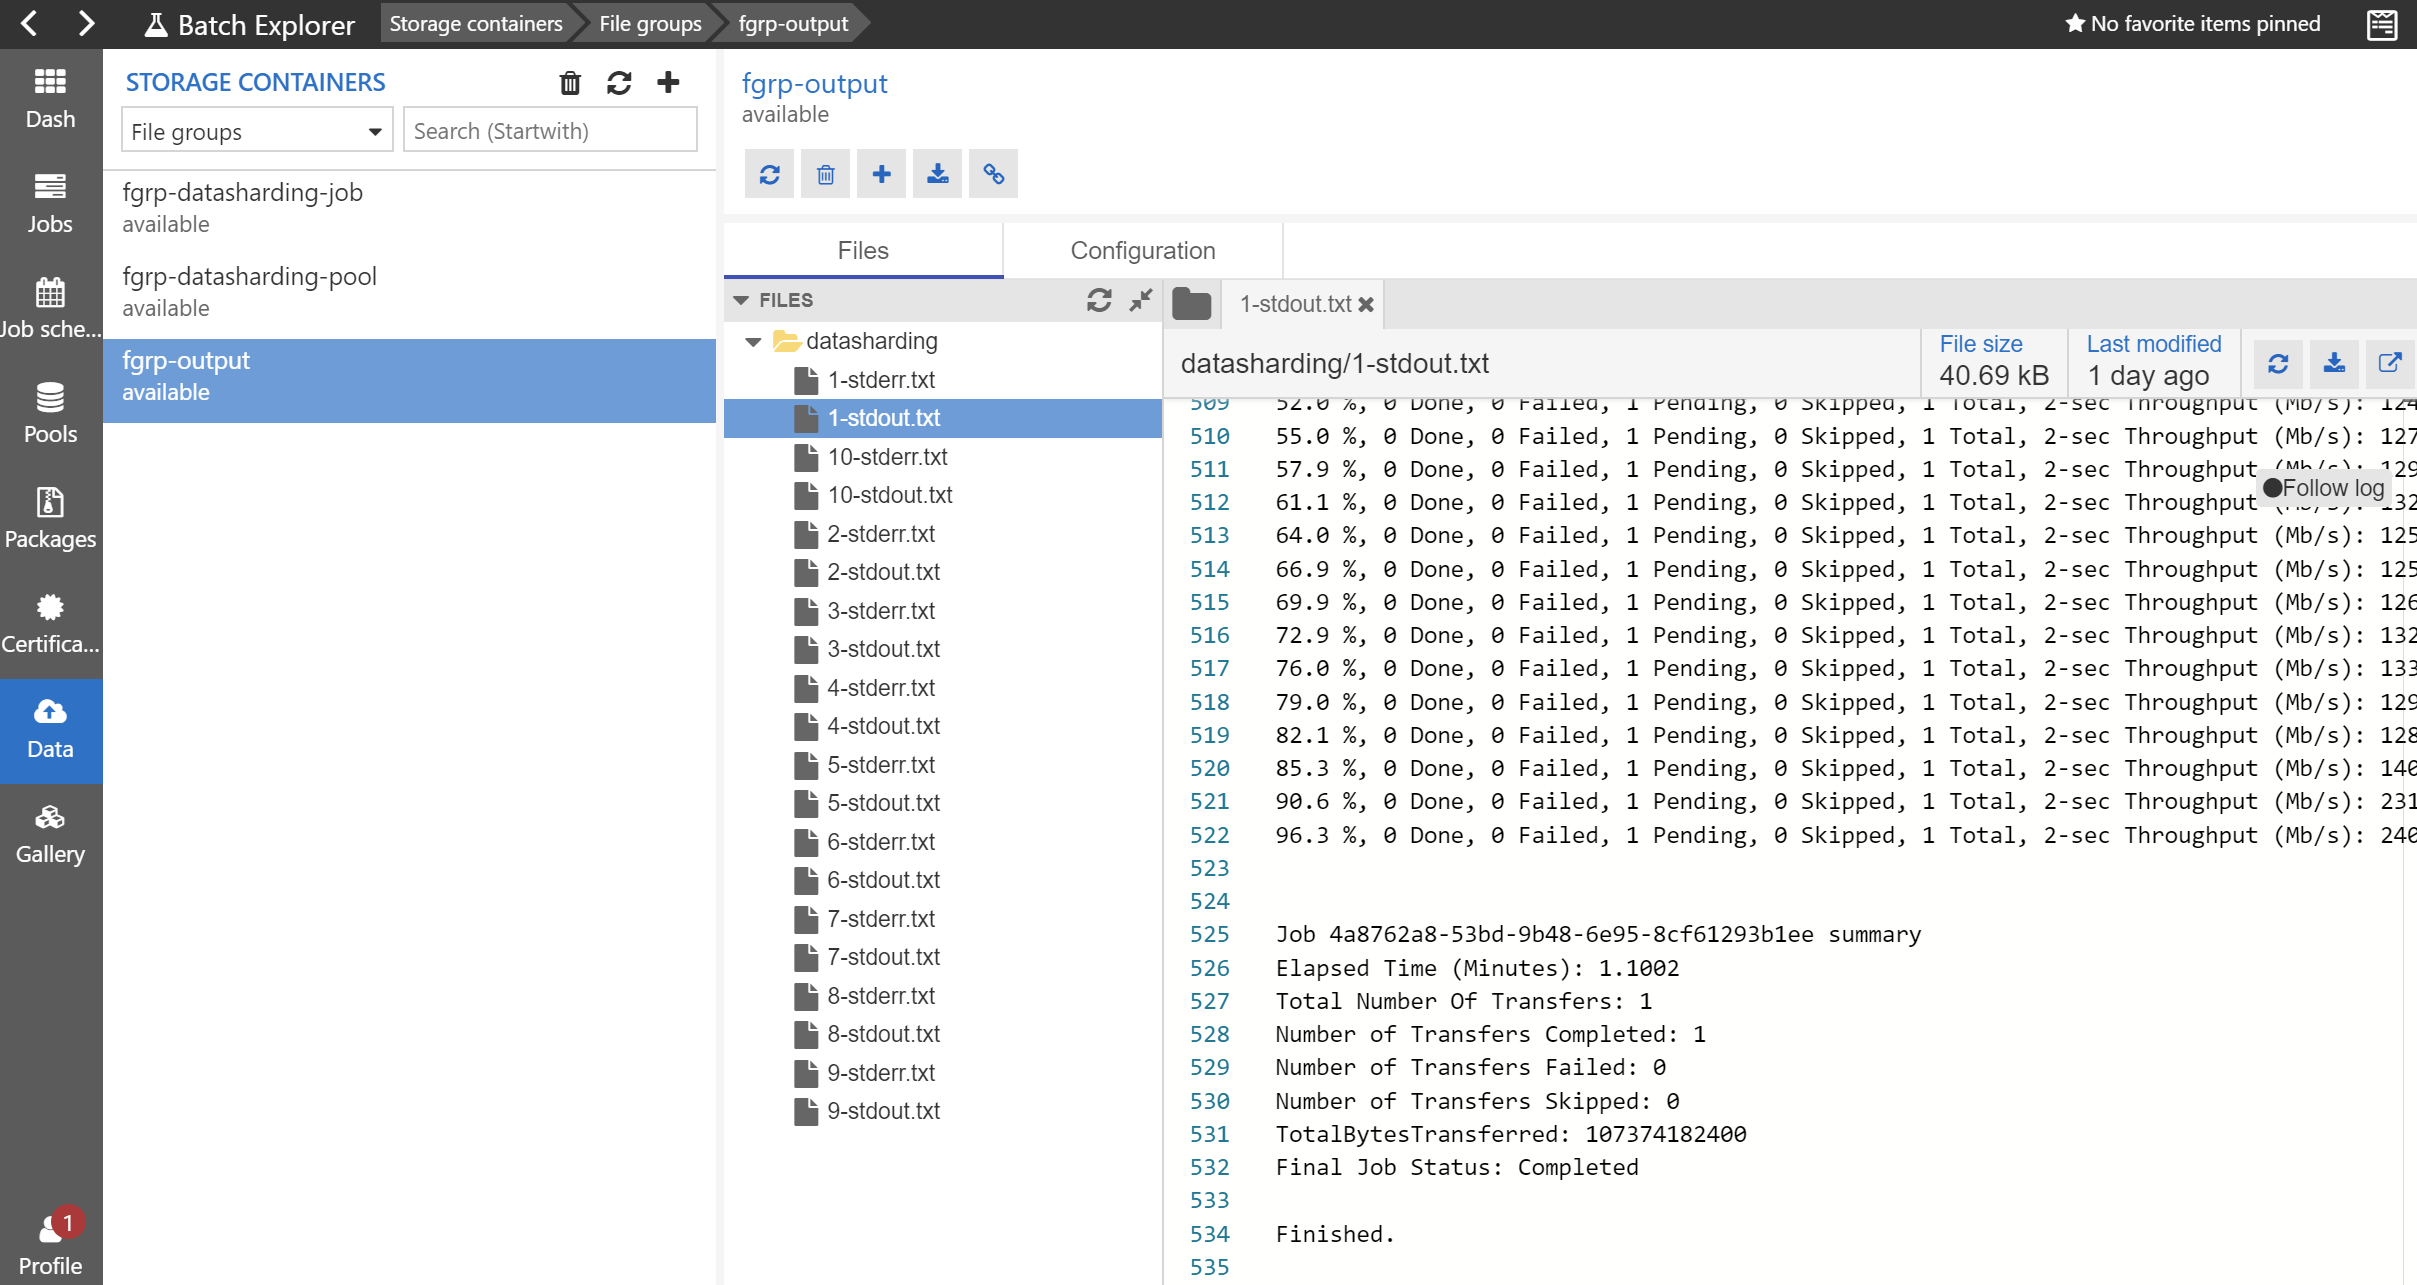 Batch Explorer
Storage containers
File groups
fgrp-output
No favorite items pinned
Dash
Jobs
Job sche...
Pools
Packages
Certifica...
Data
Gallery
1
Profile
STORAGE CONTAINERS
File groups
Search (Startwith)
fgrp-datasharding-job
available
fgrp-datasharding-pool
available
fgrp-output
available
fgrp-output
available
Files
Configuration
FILES
datasharding
1-stderr.txt
1-stdout.txt
10-stderr.txt
10-stdout.txt
2-stderr.txt
2-stdout.txt
3-stderr.txt
3-stdout.txt
4-stderr.txt
4-stdout.txt
5-stderr.txt
5-stdout.txt
6-stderr.txt
6-stdout.txt
7-stderr.txt
7-stdout.txt
8-stderr.txt
8-stdout.txt
9-stderr.txt
9-stdout.txt
1-stdout.txt
datasharding/1-stdout.txt
File size
40.69 kB
Last modified
1 day ago
Follow log
509 52.0 %, 0 Done, 0 Failed, 1 Pending, 0 Skipped, 1 Total, 2-sec Throughput (Mb/s): 124
510 55.0 %, 0 Done, 0 Failed, 1 Pending, 0 Skipped, 1 Total, 2-sec Throughput (Mb/s): 127
511 57.9 %, 0 Done, 0 Failed, 1 Pending, 0 Skipped, 1 Total, 2-sec Throughput (Mb/s): 129
512 61.1 %, 0 Done, 0 Failed, 1 Pending, 0 Skipped, 1 Total, 2-sec Throughput (Mb/s): 132
513 64.0 %, 0 Done, 0 Failed, 1 Pending, 0 Skipped, 1 Total, 2-sec Throughput (Mb/s): 125
514 66.9 %, 0 Done, 0 Failed, 1 Pending, 0 Skipped, 1 Total, 2-sec Throughput (Mb/s): 125
515 69.9 %, 0 Done, 0 Failed, 1 Pending, 0 Skipped, 1 Total, 2-sec Throughput (Mb/s): 126
516 72.9 %, 0 Done, 0 Failed, 1 Pending, 0 Skipped, 1 Total, 2-sec Throughput (Mb/s): 132
517 76.0 %, 0 Done, 0 Failed, 1 Pending, 0 Skipped, 1 Total, 2-sec Throughput (Mb/s): 133
518 79.0 %, 0 Done, 0 Failed, 1 Pending, 0 Skipped, 1 Total, 2-sec Throughput (Mb/s): 129
519 82.1 %, 0 Done, 0 Failed, 1 Pending, 0 Skipped, 1 Total, 2-sec Throughput (Mb/s): 128
520 85.3 %, 0 Done, 0 Failed, 1 Pending, 0 Skipped, 1 Total, 2-sec Throughput (Mb/s): 140
521 90.6 %, 0 Done, 0 Failed, 1 Pending, 0 Skipped, 1 Total, 2-sec Throughput (Mb/s): 231
522 96.3 %, 0 Done, 0 Failed, 1 Pending, 0 Skipped, 1 Total, 2-sec Throughput (Mb/s): 240
523
524
525 Job 4a8762a8-53bd-9b48-6e95-8cf61293b1ee summary
526 Elapsed Time (Minutes): 1.1002
527 Total Number Of Transfers: 1
528 Number of Transfers Completed: 1
529 Number of Transfers Failed: 0
530 Number of Transfers Skipped: 0
531 TotalBytesTransferred: 107374182400
532 Final Job Status: Completed
533
534 Finished.
535